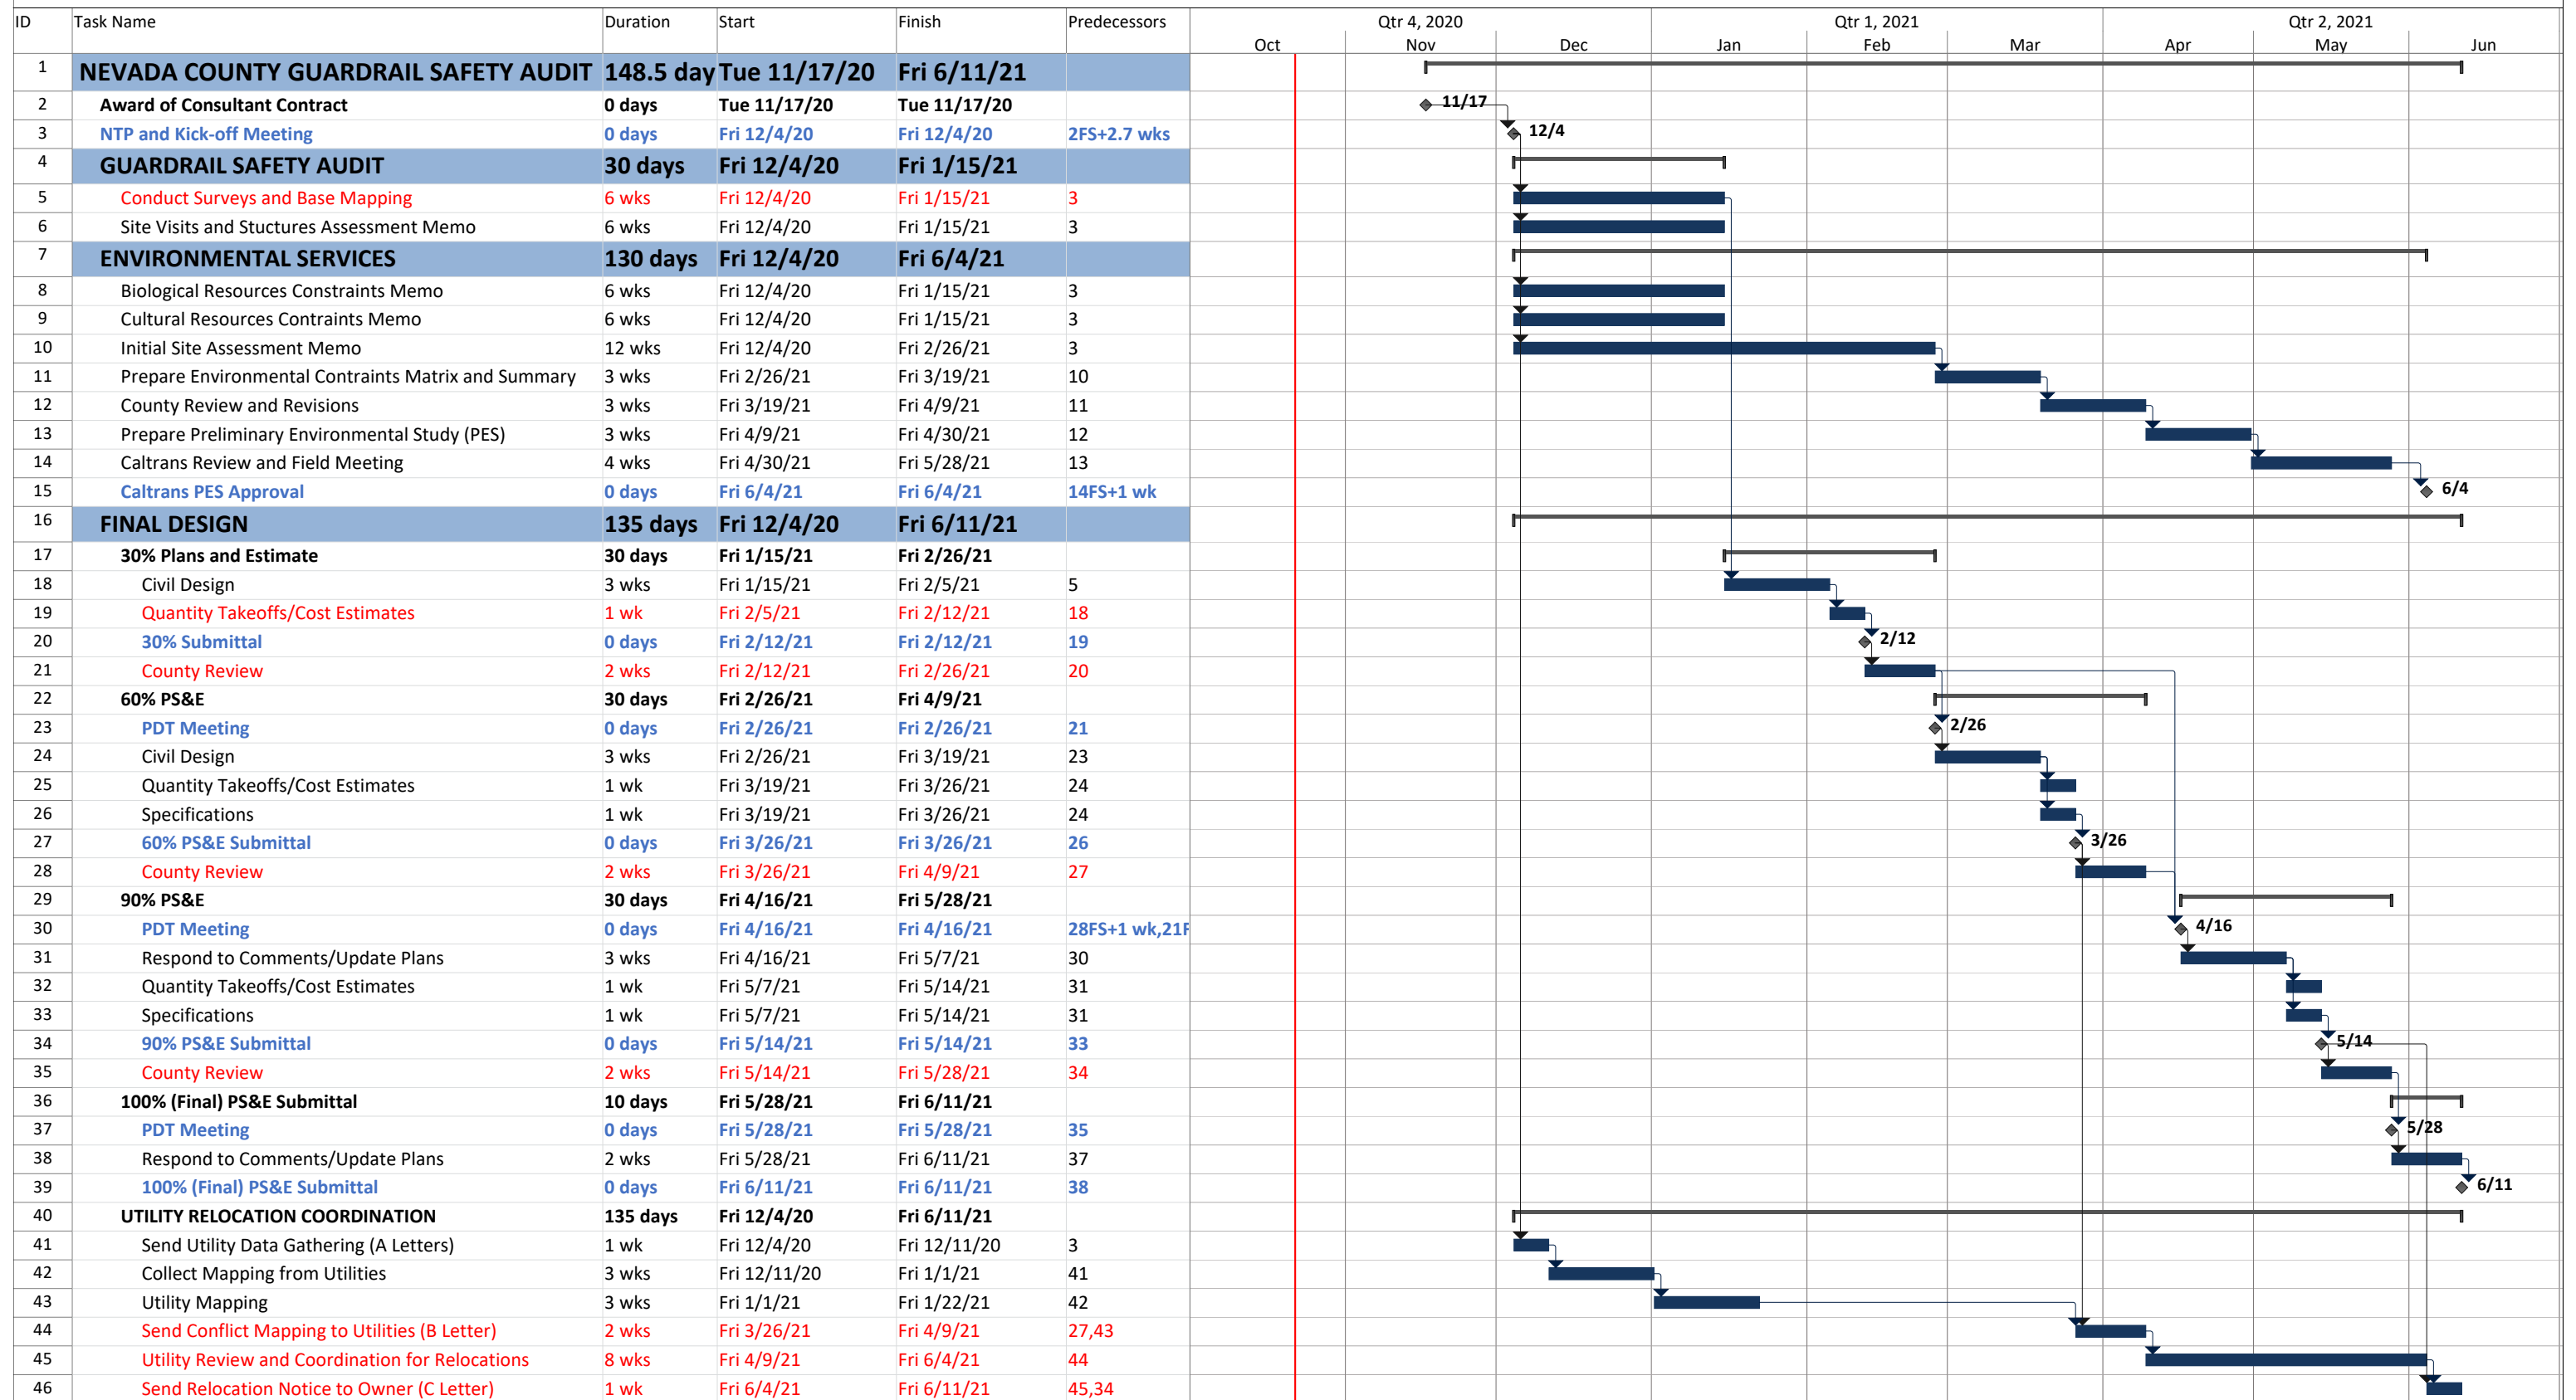 ID Task Name Duration Start Finish Predecessors Qtr 4, 2020 Qtr 1, 2021 Qtr 2, 2021
Oct Nov Dec Jan Feb Mar Apr May Jun
1 NEVADA COUNTY GUARDRAIL SAFETY AUDIT 148.5 day Tue 11/17/20 Fri 6/11/21
2 Award of Consultant Contract 0 days Tue 11/17/20 Tue 11/17/20 11/17
3 NTP and Kick-off Meeting 0 days Fri 12/4/20 Fri 12/4/20 2FS+2.7 wks 12/4
4 GUARDRAIL SAFETY AUDIT 30 days Fri 12/4/20 Fri 1/15/21
5 Conduct Surveys and Base Mapping 6 wks Fri 12/4/20 Fri 1/15/21 3
6 Site Visits and Stuctures Assessment Memo 6 wks Fri 12/4/20 Fri 1/15/21 3
7 ENVIRONMENTAL SERVICES 130 days Fri 12/4/20 Fri 6/4/21
8 Biological Resources Constraints Memo 6 wks Fri 12/4/20 Fri 1/15/21 3
9 Cultural Resources Contraints Memo 6 wks Fri 12/4/20 Fri 1/15/21 3
10 Initial Site Assessment Memo 12 wks Fri 12/4/20 Fri 2/26/21 3
11 Prepare Environmental Contraints Matrix and Summary 3 wks Fri 2/26/21 Fri 3/19/21 10
12 County Review and Revisions 3 wks Fri 3/19/21 Fri 4/9/21 11
13 Prepare Preliminary Environmental Study (PES) 3 wks Fri 4/9/21 Fri 4/30/21 12
14 Caltrans Review and Field Meeting 4 wks Fri 4/30/21 Fri 5/28/21 13
15 Caltrans PES Approval 0 days Fri 6/4/21 Fri 6/4/21 14FS+1 wk 6/4
16 FINAL DESIGN 135 days Fri 12/4/20 Fri 6/11/21
17 30% Plans and Estimate 30 days Fri 1/15/21 Fri 2/26/21
18 Civil Design 3 wks Fri 1/15/21 Fri 2/5/21 5
19 Quantity Takeoffs/Cost Estimates 1 wk Fri 2/5/21 Fri 2/12/21 18
20 30% Submittal 0 days Fri 2/12/21 Fri 2/12/21 19 2/12
21 County Review 2 wks Fri 2/12/21 Fri 2/26/21 20
22 60% PS&E 30 days Fri 2/26/21 Fri 4/9/21
23 PDT Meeting 0 days Fri 2/26/21 Fri 2/26/21 21 2/26
24 Civil Design 3 wks Fri 2/26/21 Fri 3/19/21 23
25 Quantity Takeoffs/Cost Estimates 1 wk Fri 3/19/21 Fri 3/26/21 24
26 Specifications 1 wk Fri 3/19/21 Fri 3/26/21 24
27 60% PS&E Submittal 0 days Fri 3/26/21 Fri 3/26/21 26 3/26
28 County Review 2 wks Fri 3/26/21 Fri 4/9/21 27
29 90% PS&E 30 days Fri 4/16/21 Fri 5/28/21
30 PDT Meeting 0 days Fri 4/16/21 Fri 4/16/21 28FS+1 wk,21F 4/16
31 Respond to Comments/Update Plans 3 wks Fri 4/16/21 Fri 5/7/21 30
32 Quantity Takeoffs/Cost Estimates 1 wk Fri 5/7/21 Fri 5/14/21 31
33 Specifications 1 wk Fri 5/7/21 Fri 5/14/21 31
34 90% PS&E Submittal 0 days Fri 5/14/21 Fri 5/14/21 33 5/14
35 County Review 2 wks Fri 5/14/21 Fri 5/28/21 34
36 100% (Final) PS&E Submittal 10 days Fri 5/28/21 Fri 6/11/21
37 PDT Meeting 0 days Fri 5/28/21 Fri 5/28/21 35 5/28
38 Respond to Comments/Update Plans 2 wks Fri 5/28/21 Fri 6/11/21 37
39 100% (Final) PS&E Submittal 0 days Fri 6/11/21 Fri 6/11/21 38 6/11
40 UTILITY RELOCATION COORDINATION 135 days Fri 12/4/20 Fri 6/11/21
41 Send Utility Data Gathering (A Letters) 1 wk Fri 12/4/20 Fri 12/11/20 3
42 Collect Mapping from Utilities 3 wks Fri 12/11/20 Fri 1/1/21 41
43 Utility Mapping 3 wks Fri 1/1/21 Fri 1/22/21 42
44 Send Conflict Mapping to Utilities (B Letter) 2 wks Fri 3/26/21 Fri 4/9/21 27,43
45 Utility Review and Coordination for Relocations 8 wks Fri 4/9/21 Fri 6/4/21 44
46 Send Relocation Notice to Owner (C Letter) 1 wk Fri 6/4/21 Fri 6/11/21 45,34